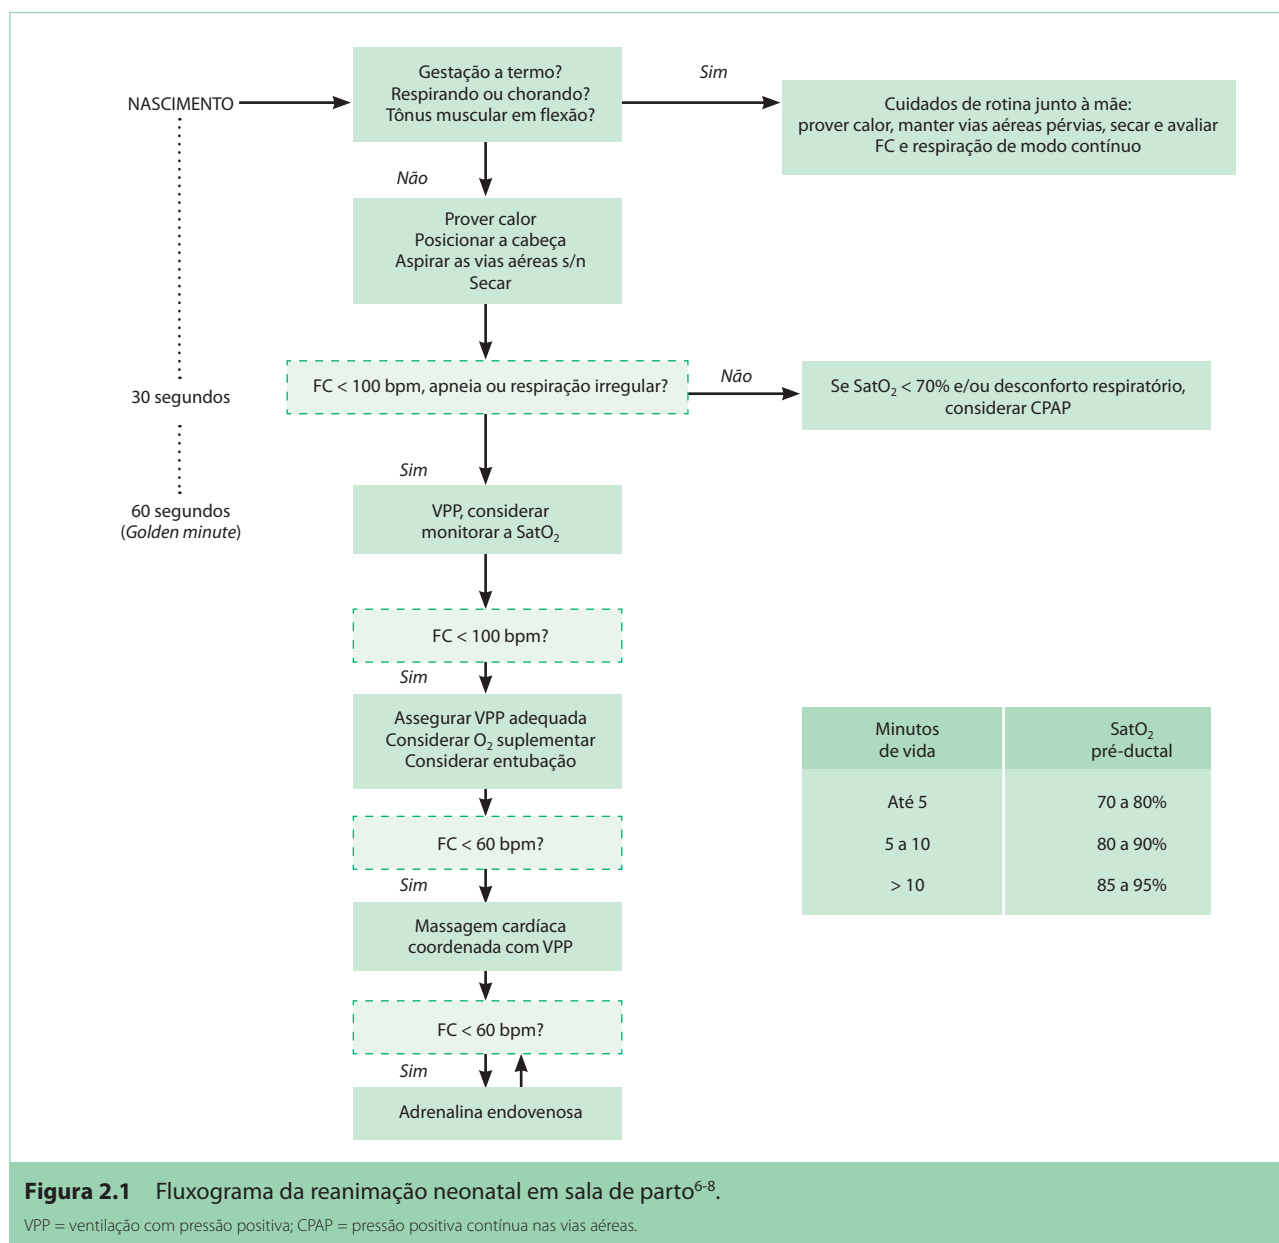 NASCIMENTO
Gestação a termo?
Respirando ou chorando?
Tônus muscular em flexão?
Sim
Cuidados de rotina junto à mãe:
prover calor, manter vias aéreas pérvias, secar e avaliar
FC e respiração de modo contínuo
Não
Prover calor
Posicionar a cabeça
Aspirar as vias aéreas s/n
Secar
30 segundos
FC < 100 bpm, apneia ou respiração irregular?
Não
Se SatO₂ < 70% e/ou desconforto respiratório,
considerar CPAP
Sim
60 segundos
(Golden minute)
VPP, considerar
monitorar a SatO₂
FC < 100 bpm?
Sim
Assegurar VPP adequada
Considerar O₂ suplementar
Considerar entubação
FC < 60 bpm?
Sim
Massagem cardíaca
coordenada com VPP
FC < 60 bpm?
Sim
Adrenalina endovenosa
Minutos de vida SatO₂ pré-ductal
Até 5 70 a 80%
5 a 10 80 a 90%
> 10 85 a 95%
Figura 2.1 Fluxograma da reanimação neonatal em sala de parto⁶⁻⁸.
VPP = ventilação com pressão positiva; CPAP = pressão positiva contínua nas vias aéreas.